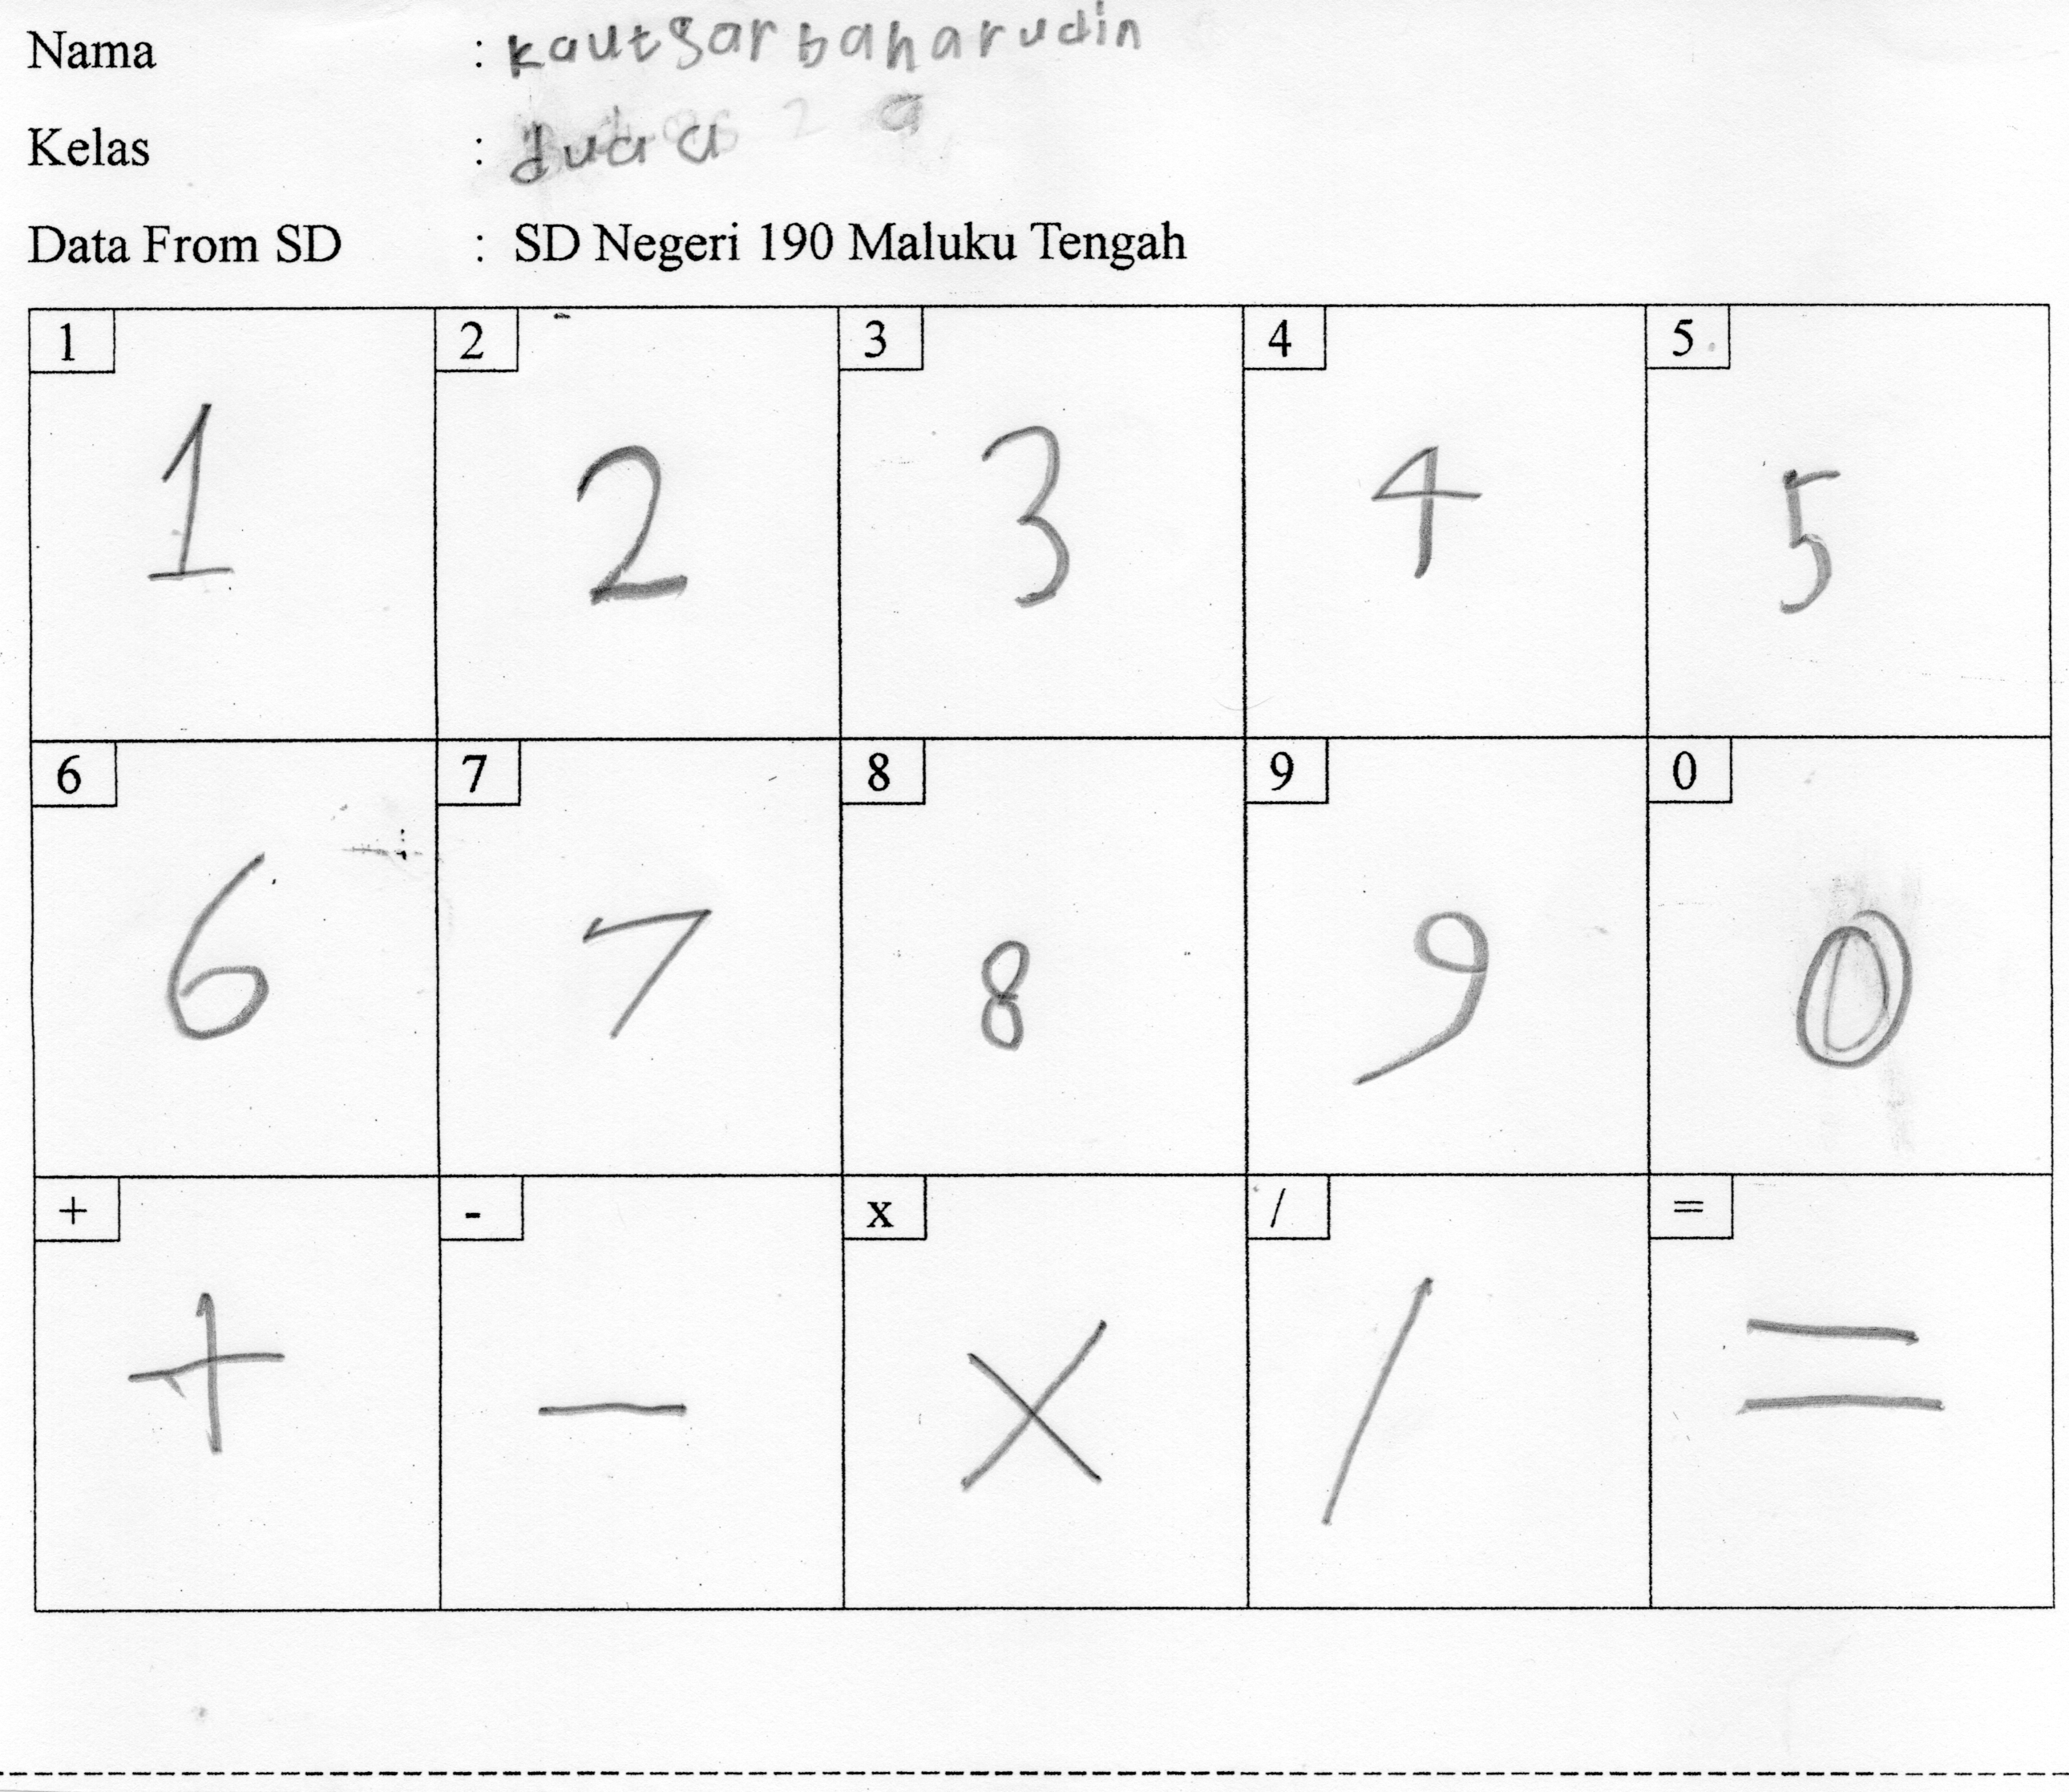 Nama : kautsar baharudin
Kelas : dua a
Data From SD : SD Negeri 190 Maluku Tengah
1 2 3 4 5
1 2 3 4 5
6 7 8 9 0
6 7 8 9 0
+ - x / =
+ - x / =